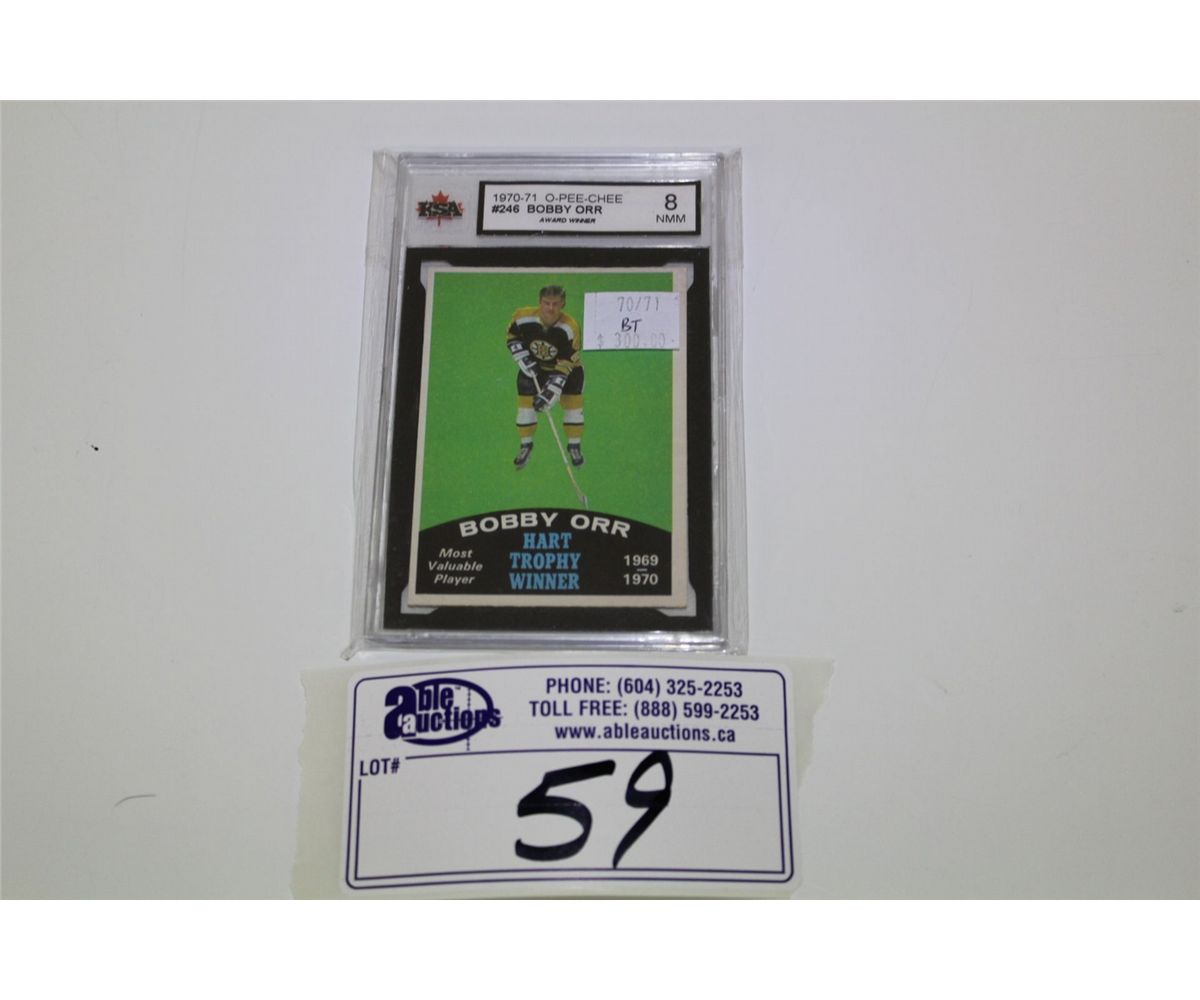 KSA
1970-71 O-PEE-CHEE
#246 BOBBY ORR
AWARD WINNER
8
NMM
70/71
BT
$ 300.00
BOBBY ORR
HART
TROPHY
WINNER
Most
Valuable
Player
1969
1970
able
auctions
PHONE: (604) 325-2253
TOLL FREE: (888) 599-2253
www.ableauctions.ca
LOT#
59